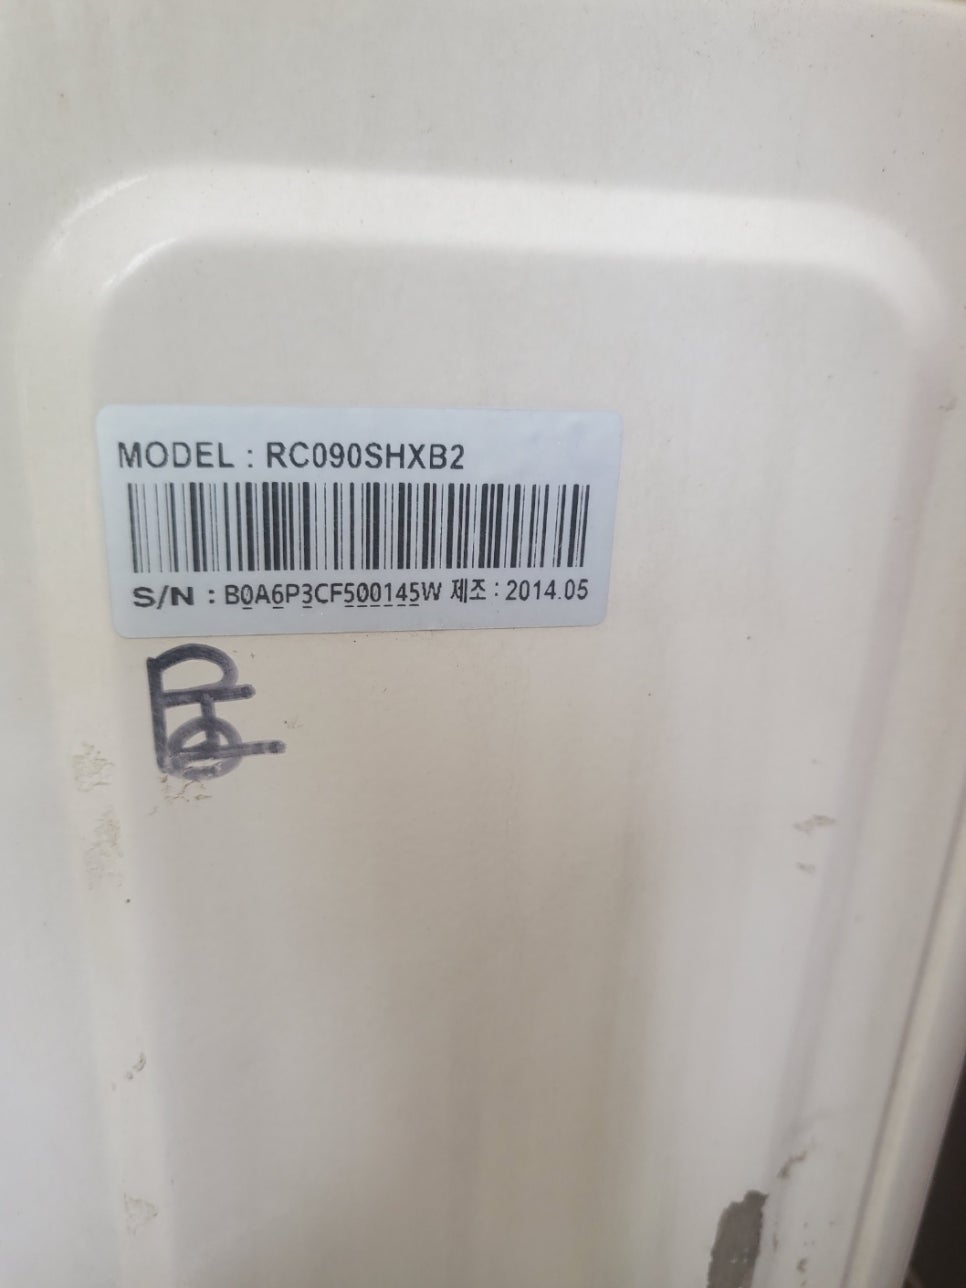 MODEL : RC090SHXB2
S/N : B0A6P3CF500145W 제조 : 2014.05